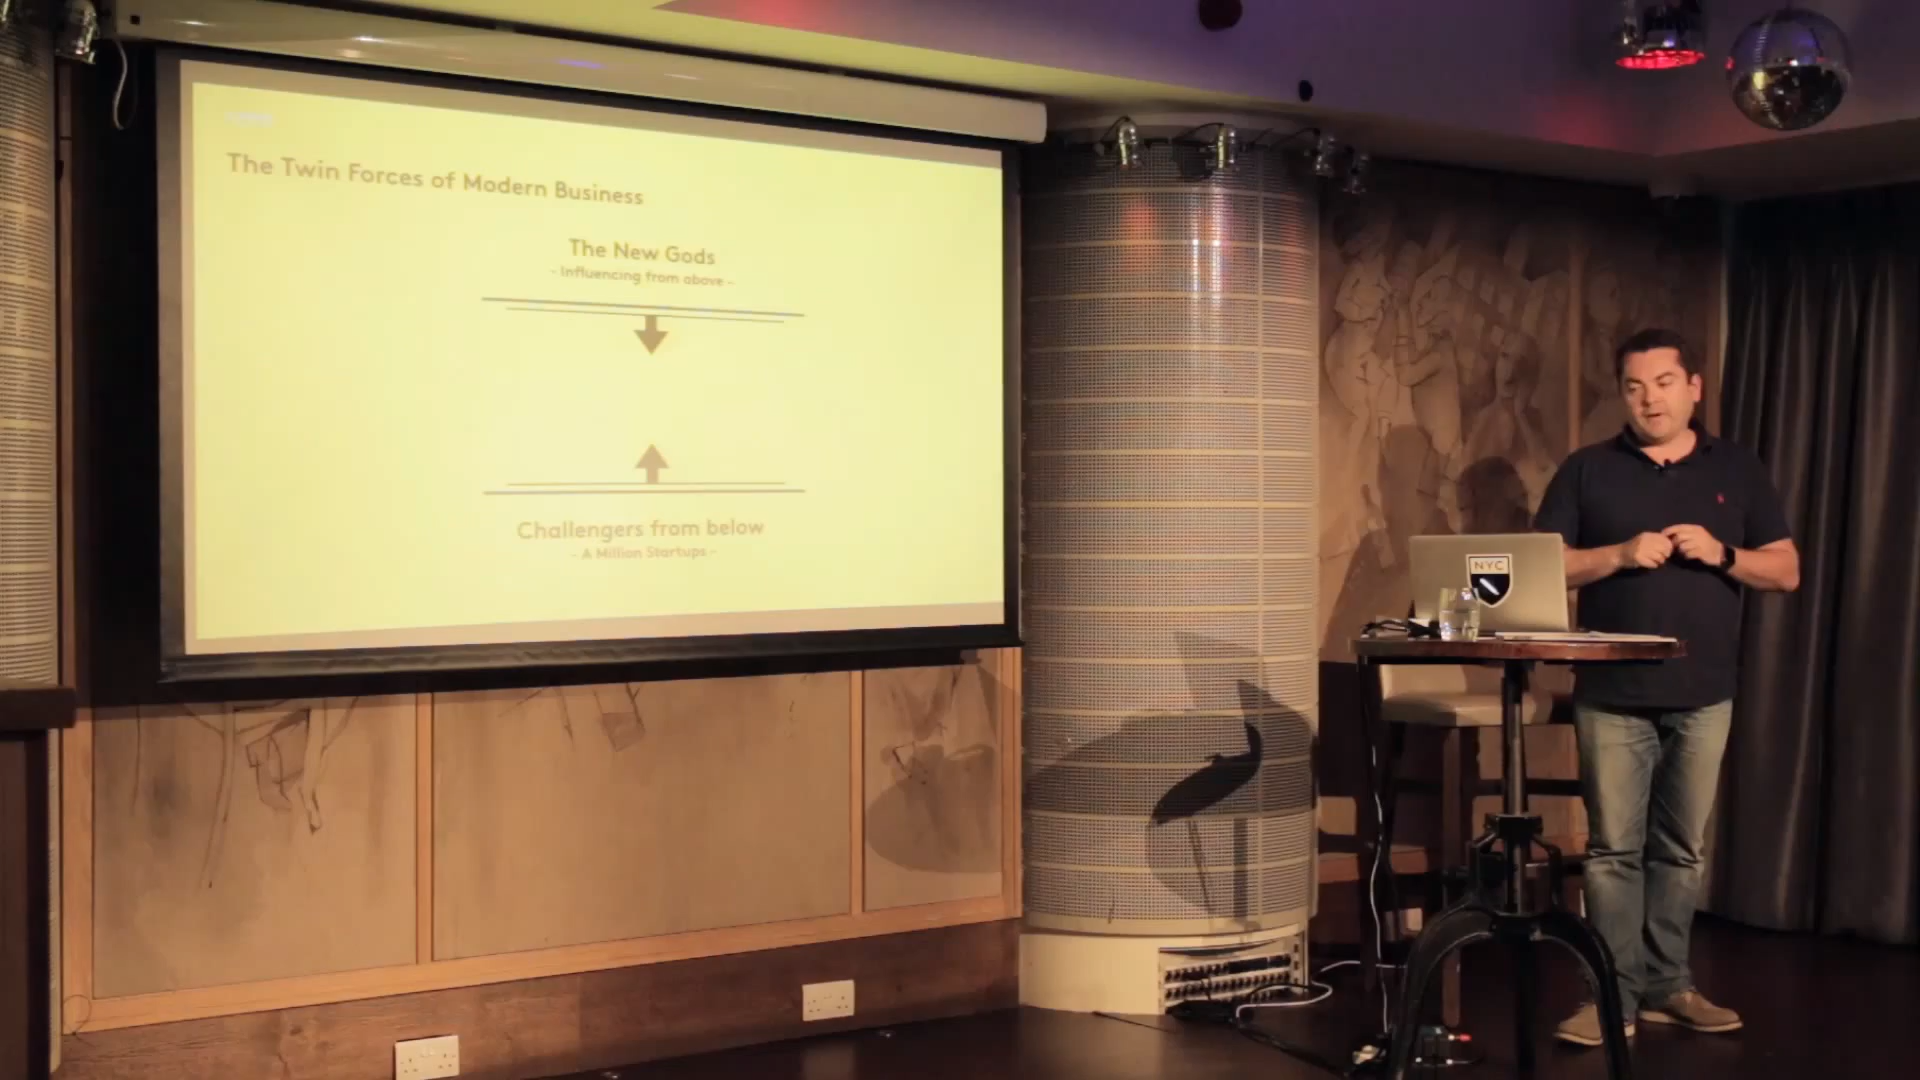 The Twin Forces of Modern Business
The New Gods
- Influencing from above -
Challengers from below
- A Million Startups -
NYC